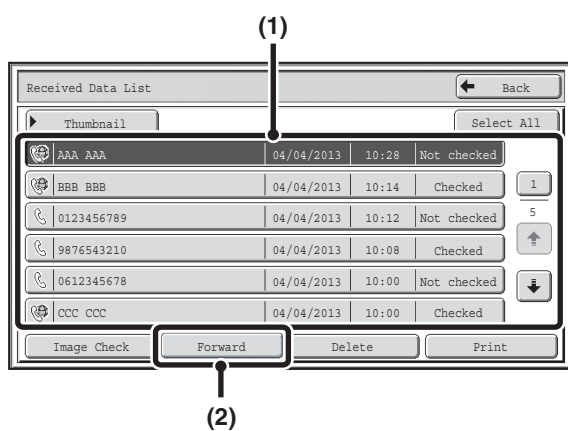 (1)
Received Data List Back
Thumbnail Select All
AAA AAA 04/04/2013 10:28 Not checked
BBB BBB 04/04/2013 10:14 Checked 1
0123456789 04/04/2013 10:12 Not checked 5
9876543210 04/04/2013 10:08 Checked
0612345678 04/04/2013 10:00 Not checked
CCC CCC 04/04/2013 10:00 Checked
Image Check Forward Delete Print
(2)